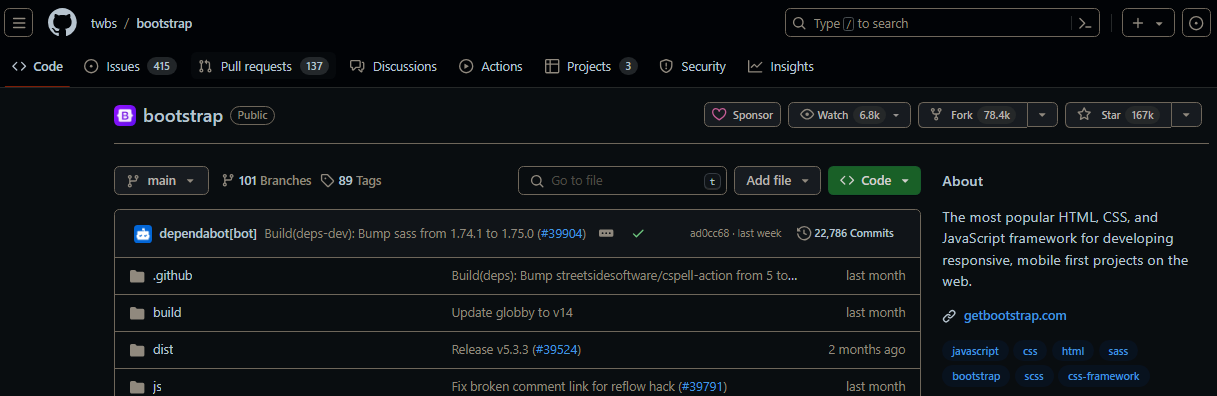 twbs / bootstrap
Type / to search
Code Issues 415 Pull requests 137 Discussions Actions Projects 3 Security Insights
bootstrap Public
Sponsor Watch 6.8k Fork 78.4k Star 167k
main 101 Branches 89 Tags Go to file t Add file Code
dependabot[bot] Build(deps-dev): Bump sass from 1.74.1 to 1.75.0 (#39904) ad0cc68 · last week 22,786 Commits
.github Build(deps): Bump streetsidesoftware/cspell-action from 5 to... last month
build Update globby to v14 last month
dist Release v5.3.3 (#39524) 2 months ago
js Fix broken comment link for reflow hack (#39791) last month
About
The most popular HTML, CSS, and
JavaScript framework for developing
responsive, mobile first projects on the
web.
getbootstrap.com
javascript css html sass
bootstrap scss css-framework